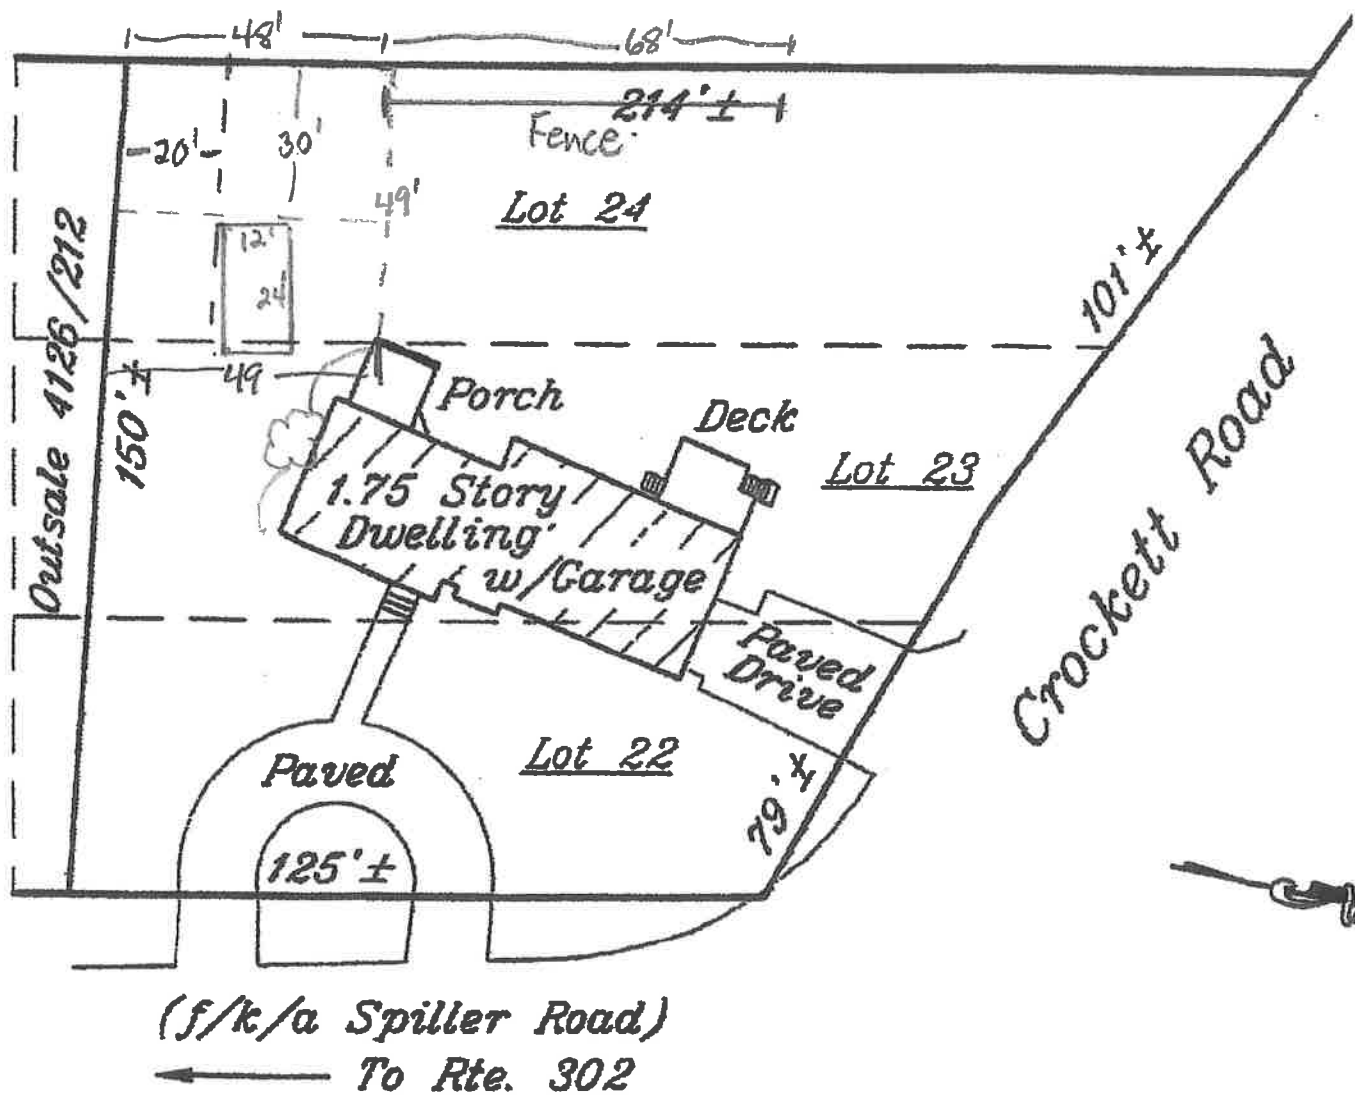 48' 68'
214'±
Fence
20' 30'
49'
Lot 24
12'
24'
Outsale 4126/212
150'±
49
101'±
Porch
Deck
Lot 23
1.75 Story
Dwelling
w/Garage
Crockett Road
Paved
Drive
Lot 22
Paved
79'±
125'±
(f/k/a Spiller Road)
To Rte. 302